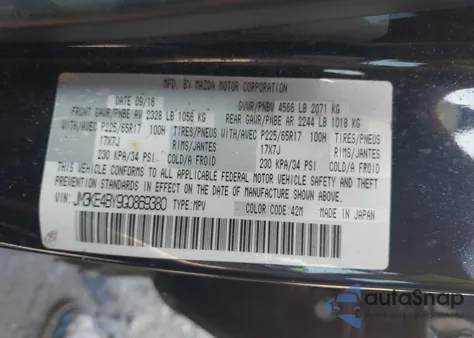 MFD. BY MAZDA MOTOR CORPORATION
DATE 09/16 GVWR/PNBV 4566 LB 2071 KG
FRONT GAWR/PNBE AV 2328 LB 1056 KG REAR GAWR/PNBE AR 2244 LB 1018 KG
WITH/AVEC P225/65R17 100H TIRES/PNEUS WITH/AVEC P225/65R17 100H TIRES/PNEUS
17X7J RIMS/JANTES 17X7J RIMS/JANTES
230 KPA/34 PSI. COLD/A FROID 230 KPA/34 PSI. COLD/A FROID
THIS VEHICLE CONFORMS TO ALL APPLICABLE FEDERAL MOTOR VEHICLE SAFETY AND
THEFT PREVENTION STANDARDS IN EFFECT ON THE DATE OF MANUFACTURE SHOWN ABOVE.
VIN: JM3KE4BY9G0869380 TYPE:MPV COLOR CODE:42M MADE IN JAPAN
autoSnap